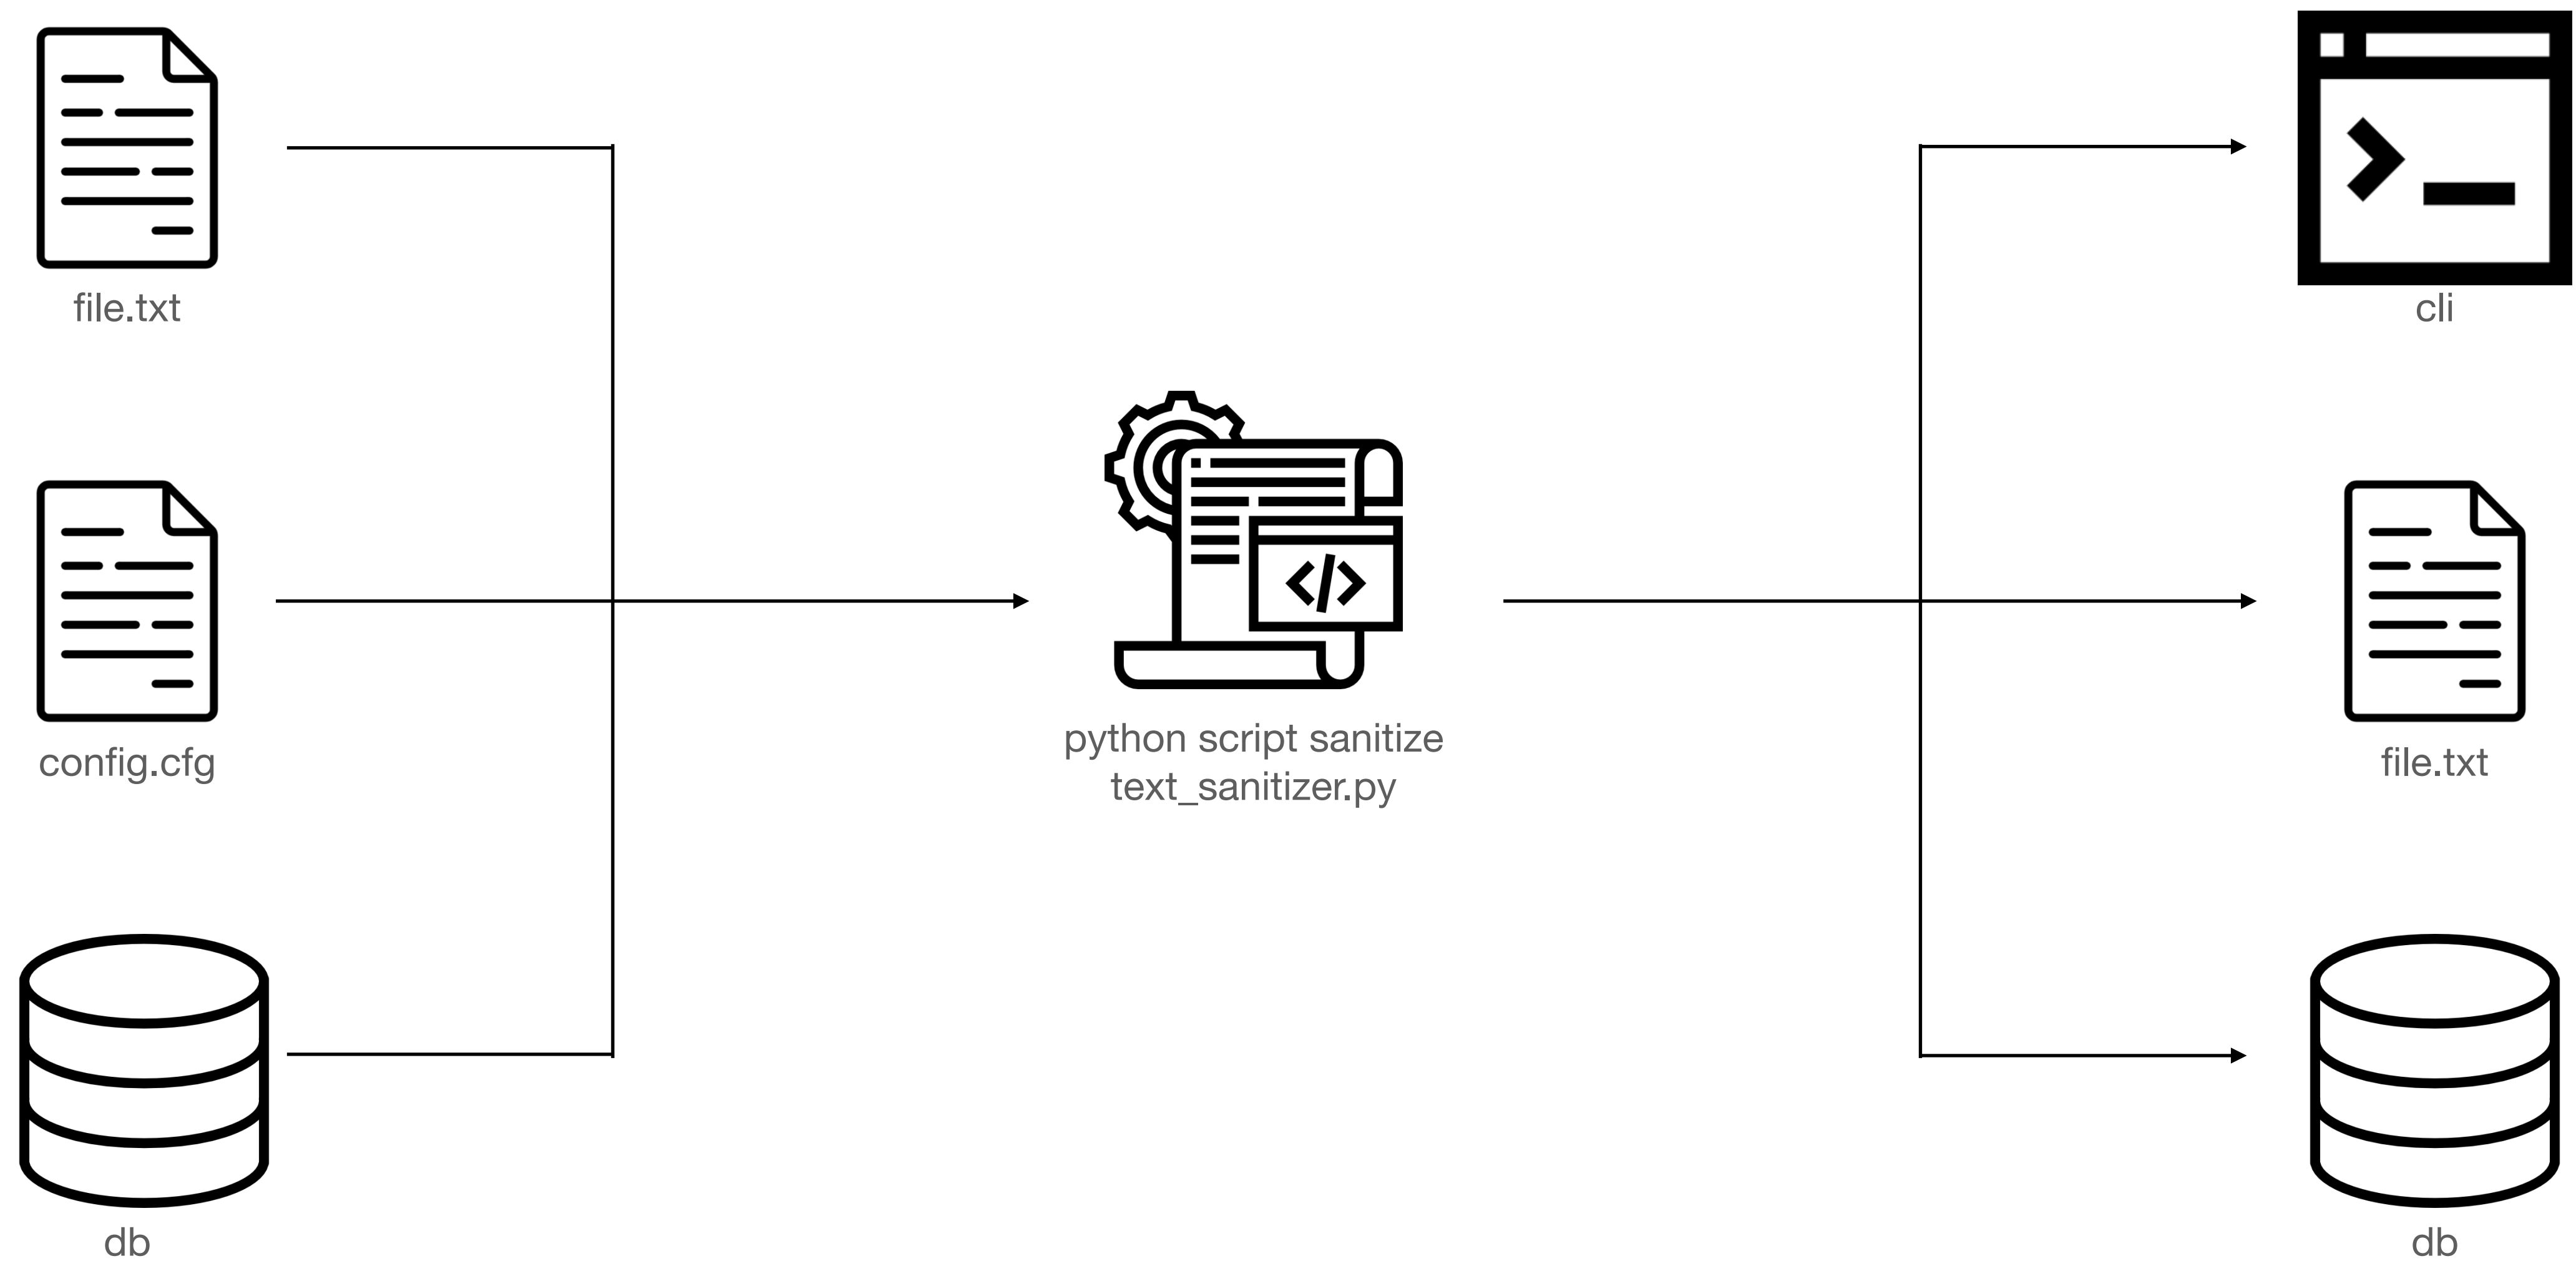 file.txt
cli
config.cfg
python script sanitize
text_sanitizer.py
file.txt
db
db